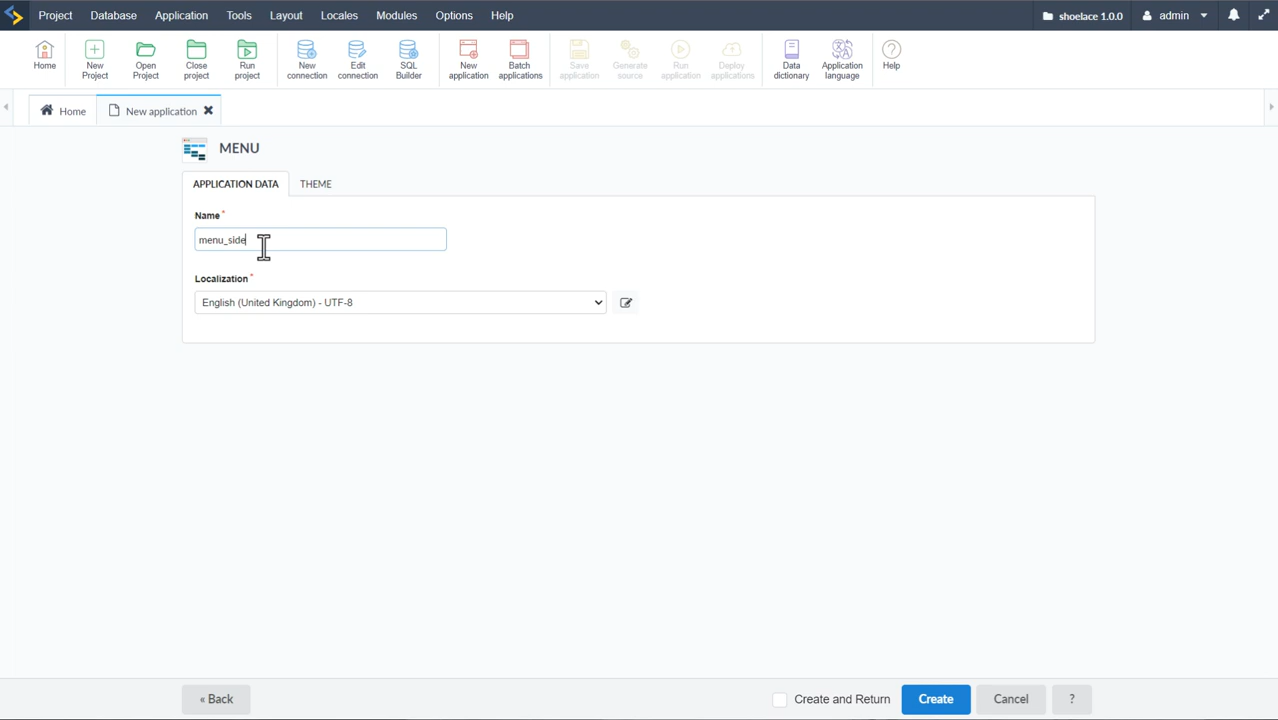 Project Database Application Tools Layout Locales Modules Options Help shoelace 1.0.0 admin
Home New Project Open Project Close project Run project New connection Edit connection SQL Builder New application Batch applications Save application Generate source Run application Deploy applications Data dictionary Application language Help
Home New application
MENU
APPLICATION DATA THEME
Name *
menu_side
Localization *
English (United Kingdom) - UTF-8
« Back Create and Return Create Cancel ?